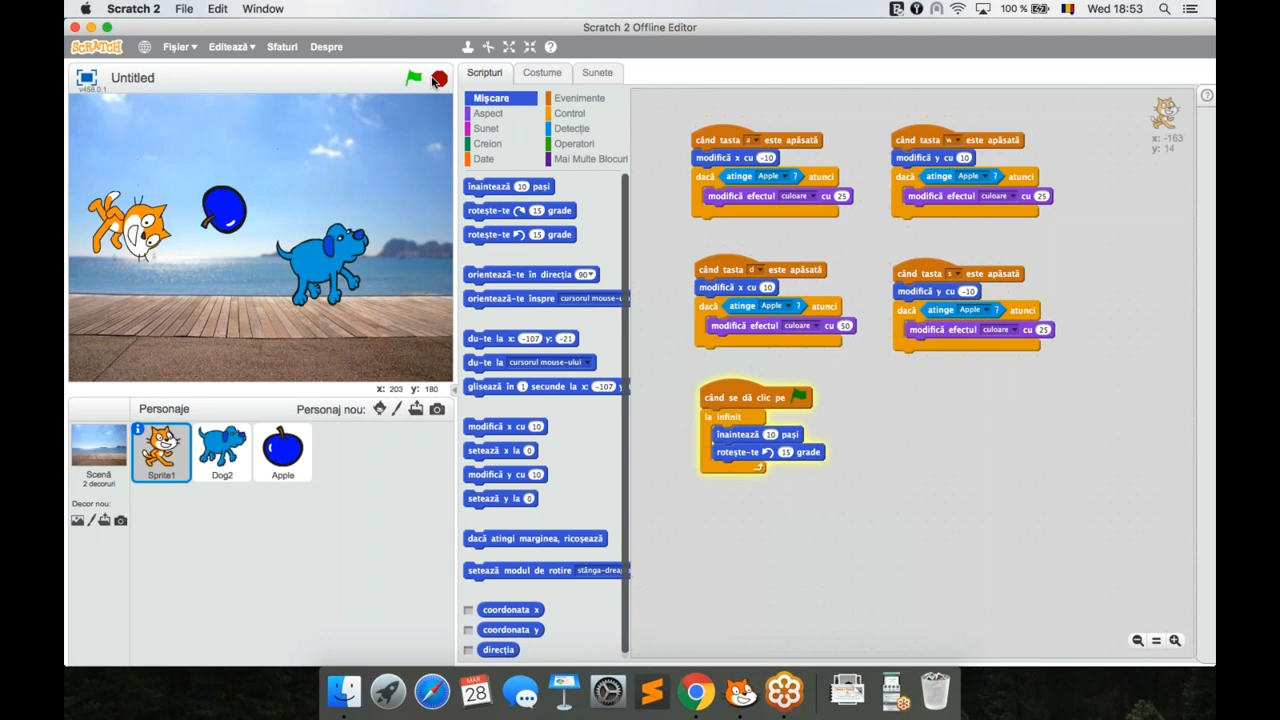 Scratch 2 File Edit Window 100 % Wed 18:53
Scratch 2 Offline Editor
SCRATCH Fișier Editează Sfaturi Despre
Untitled
v458.0.1
Scripturi Costume Sunete
Mișcare Evenimente
Aspect Control
Sunet Detecție
Creion Operatori
Date Mai Multe Blocuri
înaintează 10 pași
rotește-te 15 grade
rotește-te 15 grade
orientează-te în direcția 90
orientează-te înspre cursorul mouse-u
du-te la x: -107 y: -21
du-te la cursorul mouse-ului
glisează în 1 secunde la x: -107 y
modifică x cu 10
setează x la 0
modifică y cu 10
setează y la 0
dacă atingi marginea, ricoșează
setează modul de rotire stânga-drea
coordonata x
coordonata y
direcția
când tasta a este apăsată
modifică x cu -10
dacă atinge Apple ? atunci
modifică efectul culoare cu 25
când tasta w este apăsată
modifică y cu 10
dacă atinge Apple ? atunci
modifică efectul culoare cu 25
când tasta d este apăsată
modifică x cu 10
dacă atinge Apple ? atunci
modifică efectul culoare cu 50
când tasta s este apăsată
modifică y cu -10
dacă atinge Apple ? atunci
modifică efectul culoare cu 25
când se dă clic pe
la infinit
înaintează 10 pași
rotește-te 15 grade
x: -163
y: 14
x: 203 y: 180
Personaje Personaj nou:
Scenă
2 decoruri
Decor nou:
Sprite1 Dog2 Apple
MAR
28